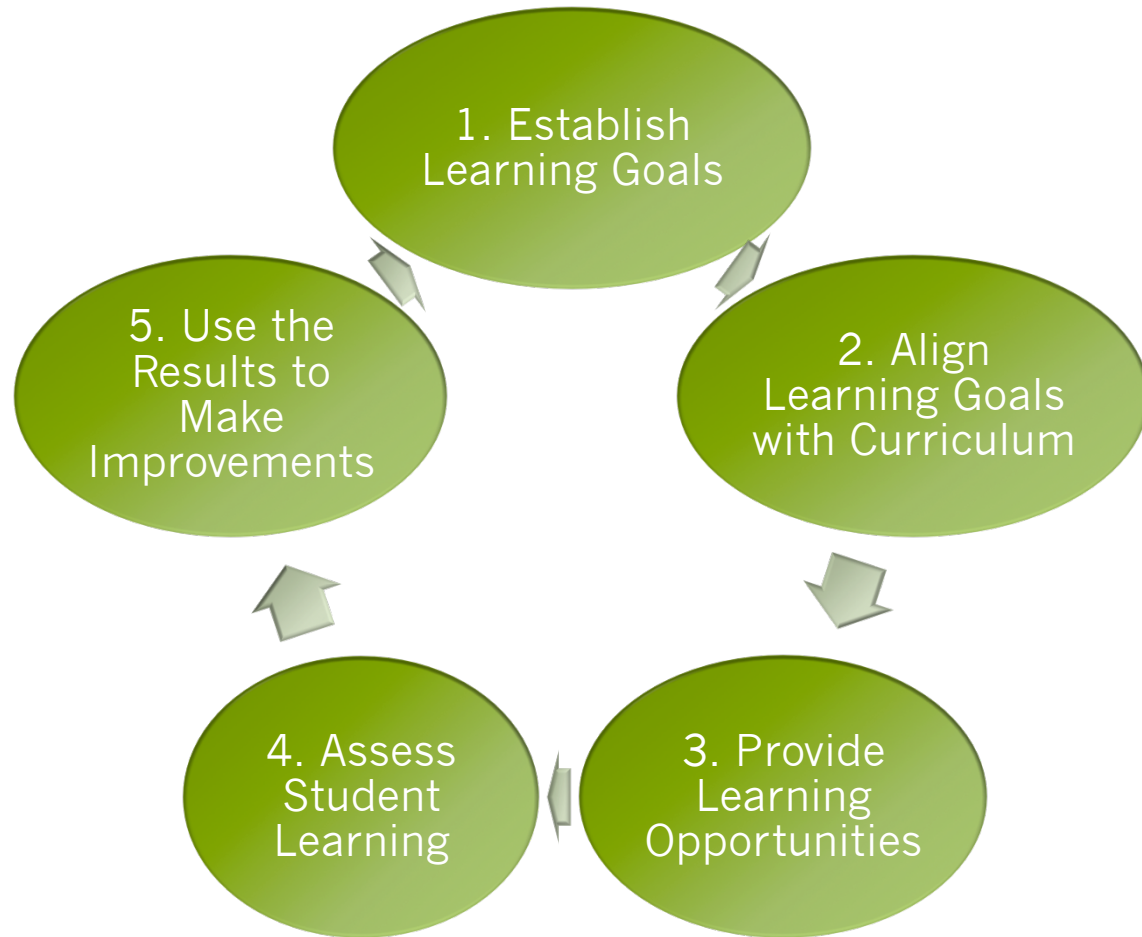 1. Establish
Learning Goals
2. Align
Learning Goals
with Curriculum
3. Provide
Learning
Opportunities
4. Assess
Student
Learning
5. Use the
Results to
Make
Improvements